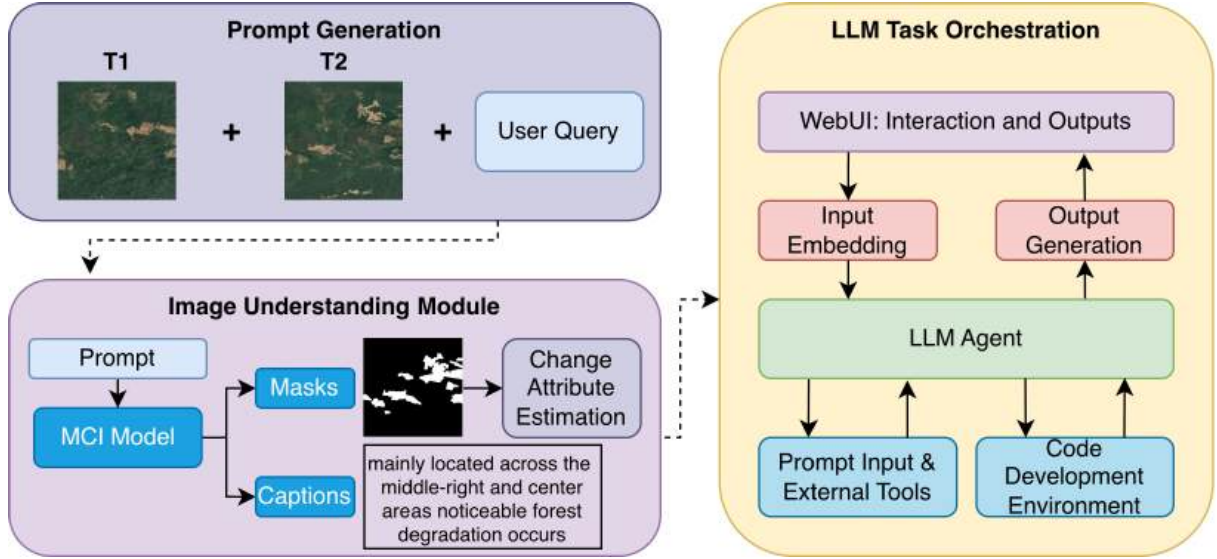 Prompt Generation
T1
T2
+
+
User Query
Image Understanding Module
Prompt
MCI Model
Masks
Captions
Change
Attribute
Estimation
mainly located across the
middle-right and center
areas noticeable forest
degradation occurs
LLM Task Orchestration
WebUI: Interaction and Outputs
Input
Embedding
Output
Generation
LLM Agent
Prompt Input &
External Tools
Code
Development
Environment